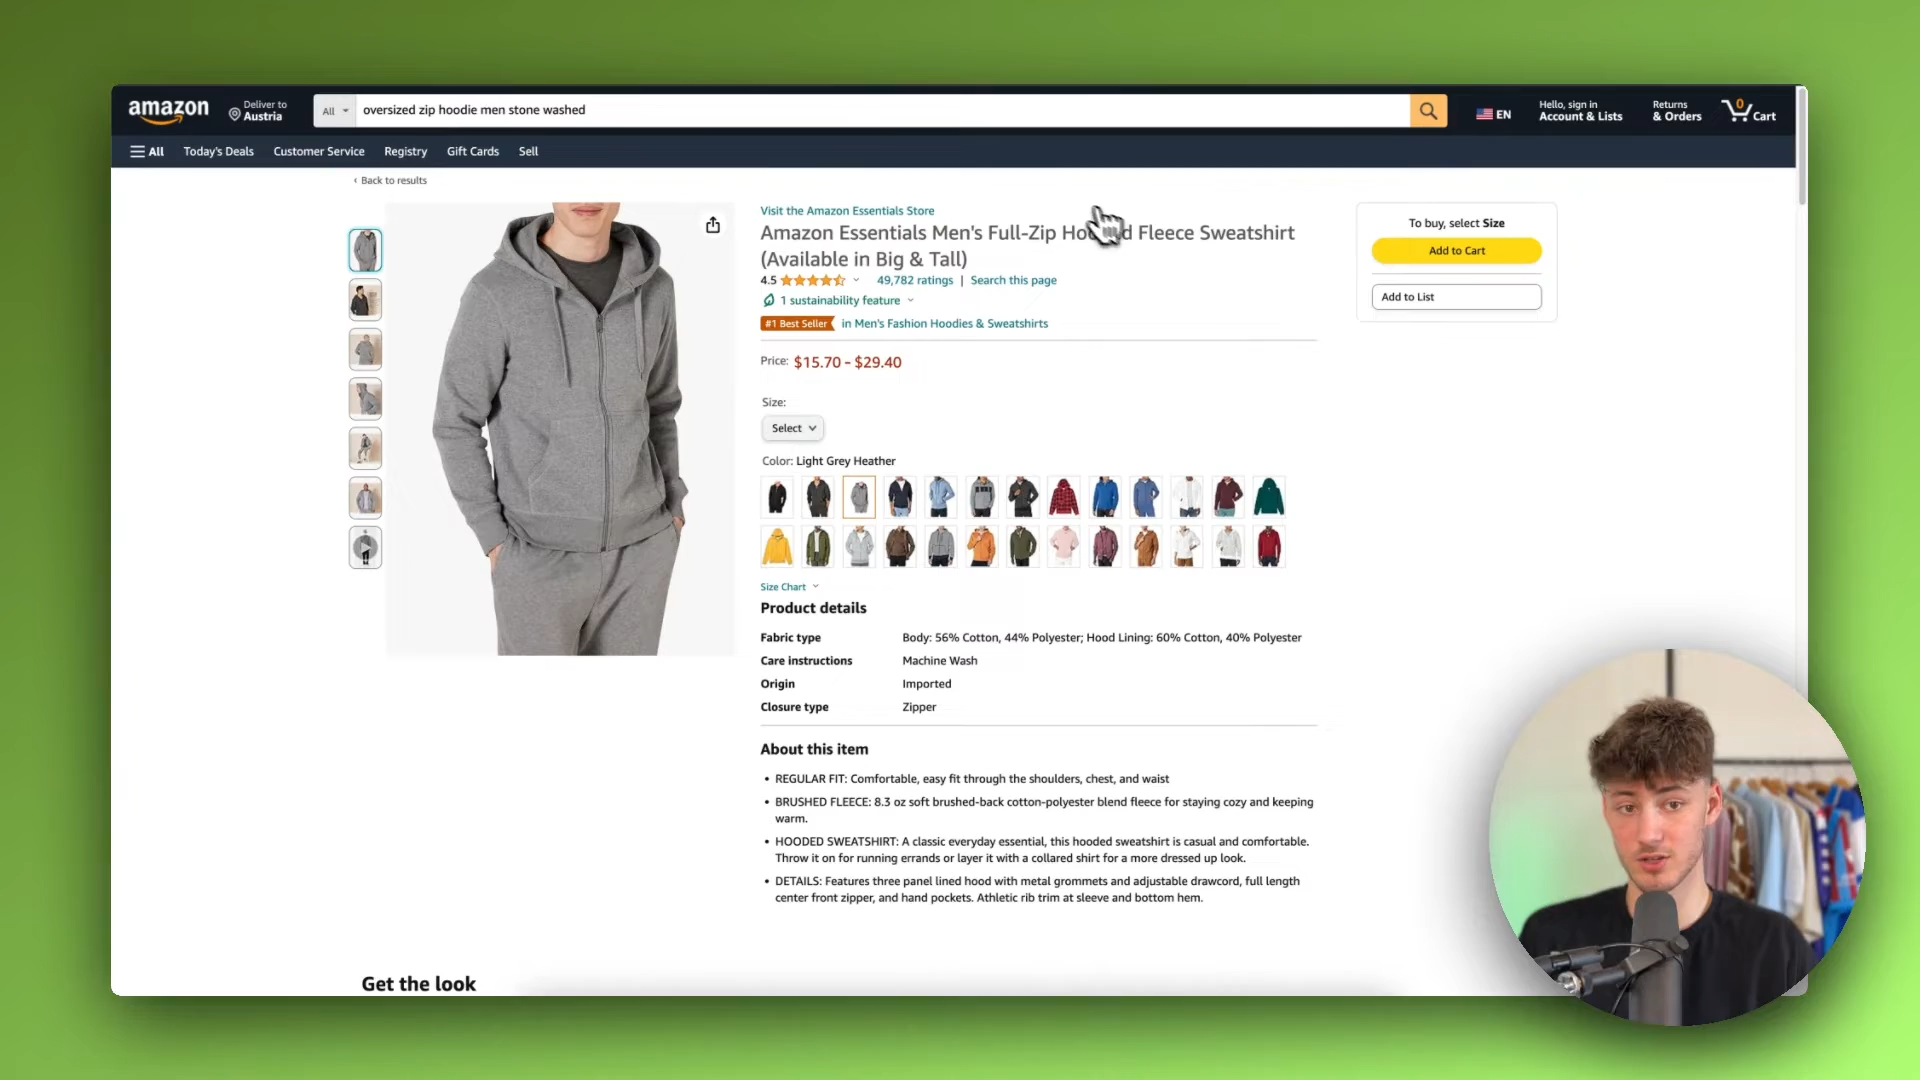 amazon
Deliver to
Austria
All
oversized zip hoodie men stone washed
EN
Hello, sign in
Account & Lists
Returns
& Orders
0
Cart
All
Today's Deals
Customer Service
Registry
Gift Cards
Sell
‹ Back to results
Visit the Amazon Essentials Store
Amazon Essentials Men's Full-Zip Hooded Fleece Sweatshirt
(Available in Big & Tall)
4.5
49,782 ratings | Search this page
1 sustainability feature
#1 Best Seller in Men's Fashion Hoodies & Sweatshirts
Price: $15.70 - $29.40
Size:
Select
Color: Light Grey Heather
Size Chart
Product details
Fabric type Body: 56% Cotton, 44% Polyester; Hood Lining: 60% Cotton, 40% Polyester
Care instructions Machine Wash
Origin Imported
Closure type Zipper
About this item
• REGULAR FIT: Comfortable, easy fit through the shoulders, chest, and waist
• BRUSHED FLEECE: 8.3 oz soft brushed-back cotton-polyester blend fleece for staying cozy and keeping
warm.
• HOODED SWEATSHIRT: A classic everyday essential, this hooded sweatshirt is casual and comfortable.
Throw it on for running errands or layer it with a collared shirt for a more dressed up look.
• DETAILS: Features three panel lined hood with metal grommets and adjustable drawcord, full length
center front zipper, and hand pockets. Athletic rib trim at sleeve and bottom hem.
To buy, select Size
Add to Cart
Add to List
Get the look